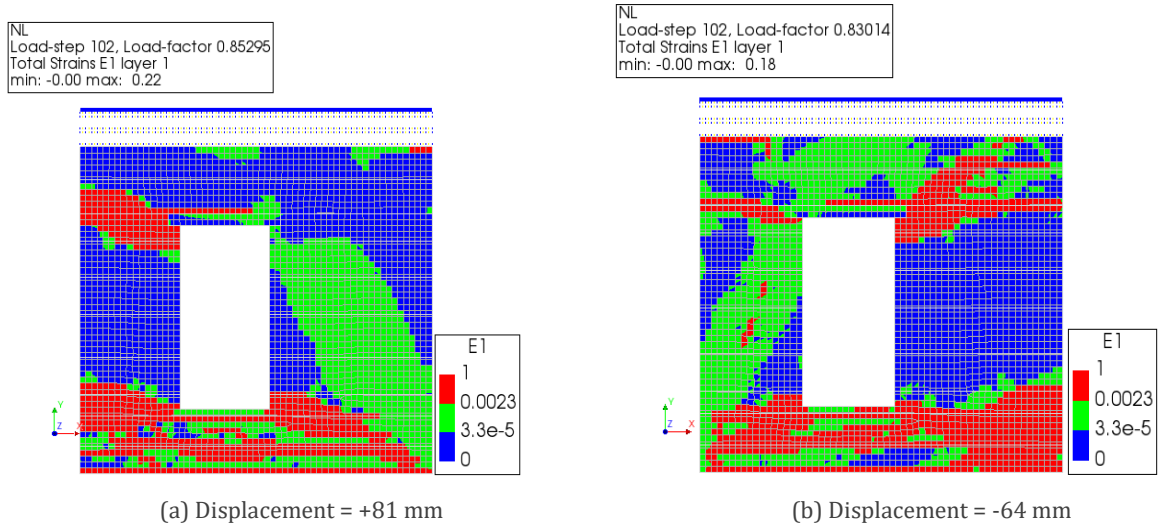 NL
Load-step 102, Load-factor 0.85295
Total Strains E1 layer 1
min: -0.00 max: 0.22
E1
1
0.0023
3.3e-5
0
Y
Z
X
(a) Displacement = +81 mm
NL
Load-step 102, Load-factor 0.83014
Total Strains E1 layer 1
min: -0.00 max: 0.18
E1
1
0.0023
3.3e-5
0
Y
Z
X
(b) Displacement = -64 mm